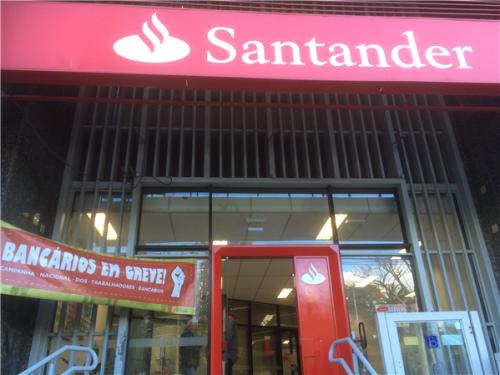 Santander
BANCÁRIOS EM GREVE!
CAMPANHA - NACIONAL - DOS - TRABALHADORES - BANCÁRIOS